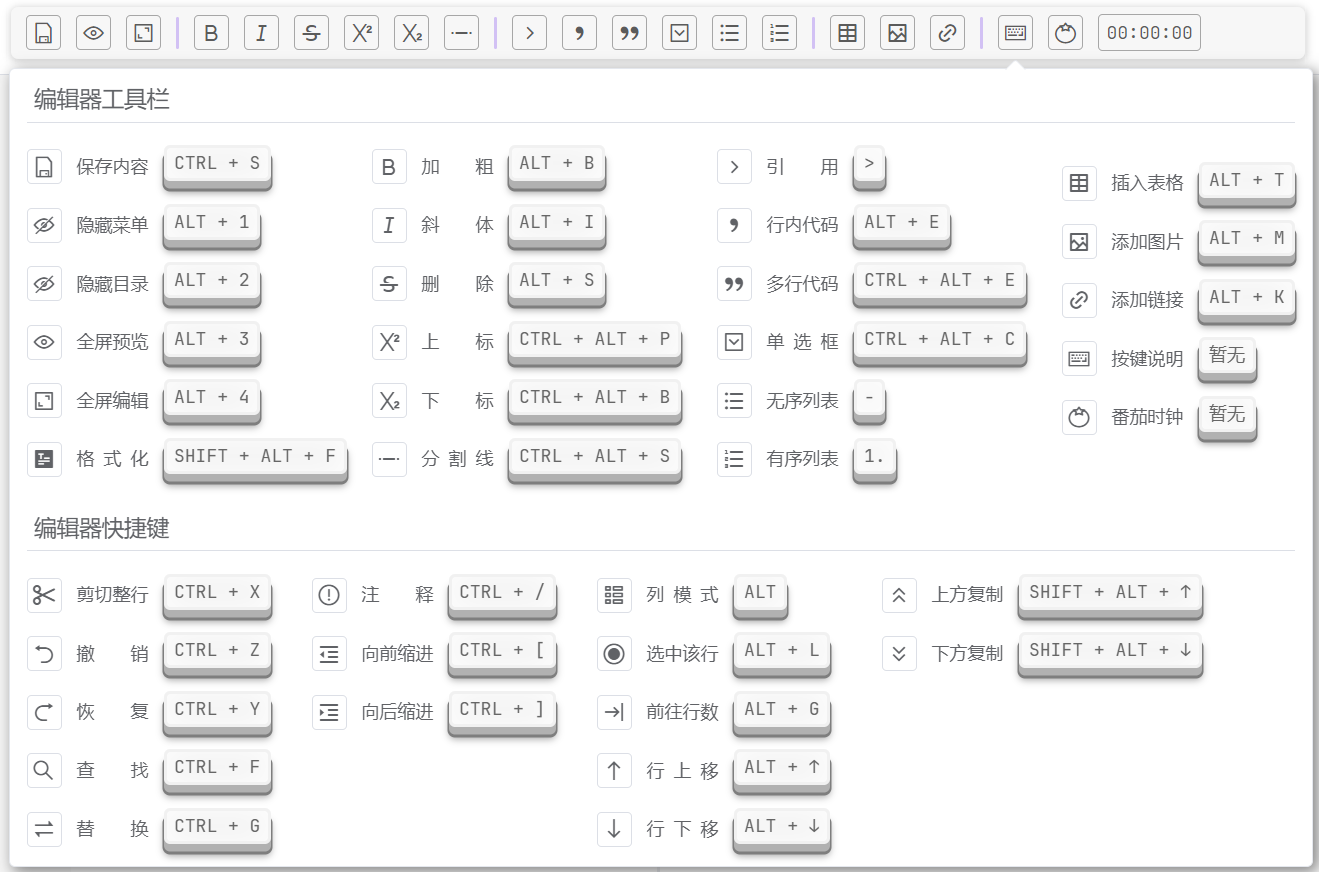 00:00:00
编辑器工具栏
保存内容 CTRL + S
隐藏菜单 ALT + 1
隐藏目录 ALT + 2
全屏预览 ALT + 3
全屏编辑 ALT + 4
格式化 SHIFT + ALT + F
加粗 ALT + B
斜体 ALT + I
删除 ALT + S
上标 CTRL + ALT + P
下标 CTRL + ALT + B
分割线 CTRL + ALT + S
引用 >
行内代码 ALT + E
多行代码 CTRL + ALT + E
单选框 CTRL + ALT + C
无序列表 -
有序列表 1.
插入表格 ALT + T
添加图片 ALT + M
添加链接 ALT + K
按键说明 暂无
番茄时钟 暂无
编辑器快捷键
剪切整行 CTRL + X
撤销 CTRL + Z
恢复 CTRL + Y
查找 CTRL + F
替换 CTRL + G
注释 CTRL + /
向前缩进 CTRL + [
向后缩进 CTRL + ]
列模式 ALT
选中该行 ALT + L
前往行数 ALT + G
行上移 ALT + ↑
行下移 ALT + ↓
上方复制 SHIFT + ALT + ↑
下方复制 SHIFT + ALT + ↓